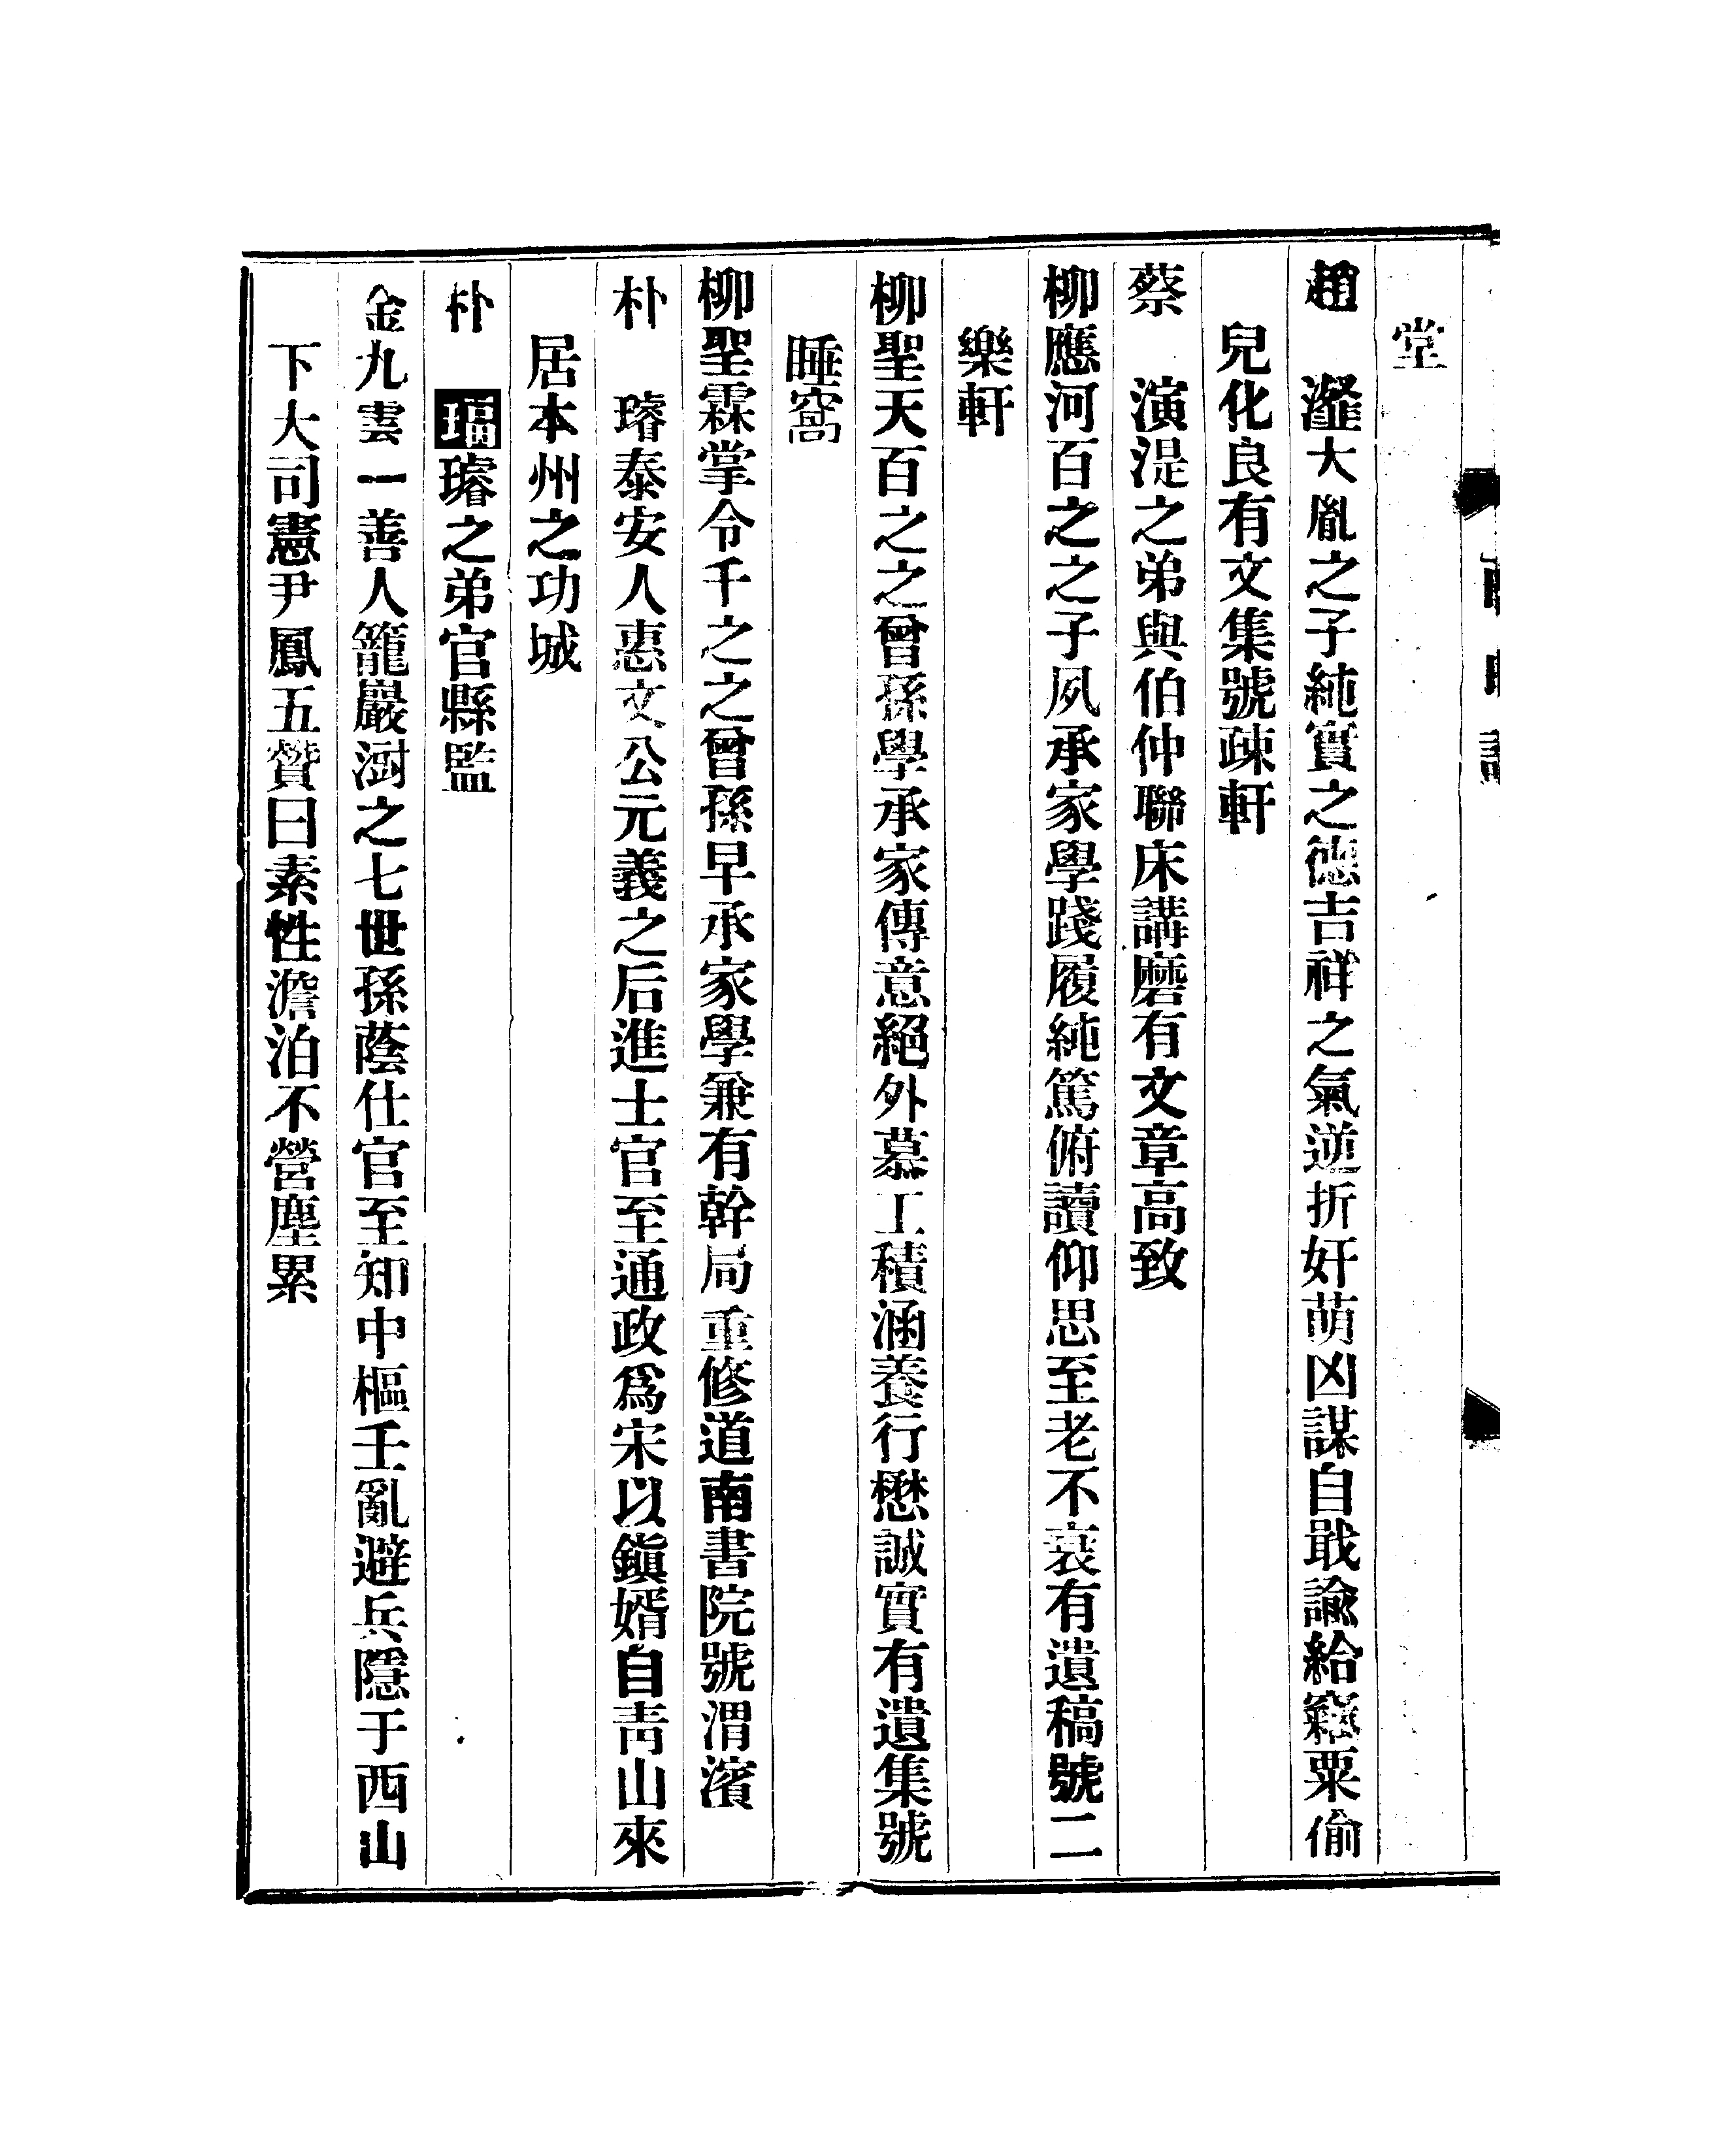 堂
趙　瀣大胤之子純實之德吉祥之氣逆折奸萌凶謀自戢諭給竊粟偷
兒化良有文集號疎軒
蔡　演湜之弟與伯仲聯床講磨有文章高致
柳應河百之之子夙承家學踐履純篤俯讀仰思至老不衰有遺稿號二
樂軒
柳聖天百之之曾孫學承家傳意絕外慕工積涵養行懋誠實有遺集號
睡窩
柳聖霖掌令千之之曾孫早承家學兼有幹局重修道南書院號渭濱
朴　璿泰安人惠文公元義之后進士官至通政爲宋以鎭婿自靑山來
居本州之功城
朴　璿之弟官縣監
金九雲一善人籠巖澍之七世孫蔭仕官至知中樞壬亂避兵隱于西山
下大司憲尹鳳五贊曰素性澹泊不營塵累